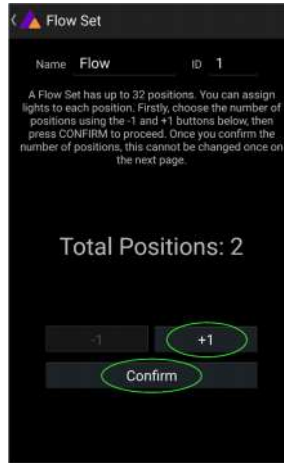 Flow Set
Name Flow ID 1
A Flow Set has up to 32 positions. You can assign
lights to each position. Firstly, choose the number of
positions using the -1 and +1 buttons below, then
press CONFIRM to proceed. Once you confirm the
number of positions, this cannot be changed once on
the next page.
Total Positions: 2
-1 +1
Confirm